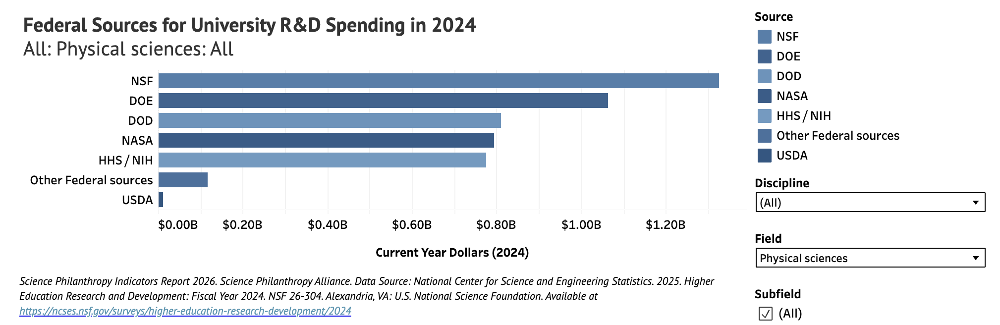 Federal Sources for University R&D Spending in 2024
All: Physical sciences: All
NSF
DOE
DOD
NASA
HHS / NIH
Other Federal sources
USDA
$0.00B $0.20B $0.40B $0.60B $0.80B $1.00B $1.20B
Current Year Dollars (2024)
Science Philanthropy Indicators Report 2026. Science Philanthropy Alliance. Data Source: National Center for Science and Engineering Statistics. 2025. Higher
Education Research and Development: Fiscal Year 2024. NSF 26-304. Alexandria, VA: U.S. National Science Foundation. Available at
https://ncses.nsf.gov/surveys/higher-education-research-development/2024
Source
NSF
DOE
DOD
NASA
HHS / NIH
Other Federal sources
USDA
Discipline
(All)
Field
Physical sciences
Subfield
(All)